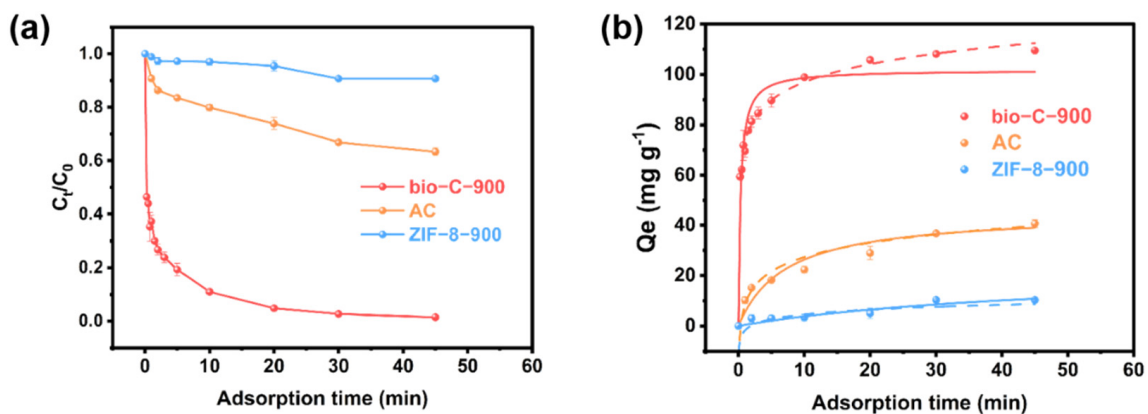 (a)
1.0
0.8
0.6
0.4
0.2
0.0
Ct/C0
bio-C-900
AC
ZIF-8-900
0 10 20 30 40 50 60
Adsorption time (min)
(b)
120
100
80
60
40
20
0
Qe (mg g⁻¹)
bio-C-900
AC
ZIF-8-900
0 10 20 30 40 50 60
Adsorption time (min)